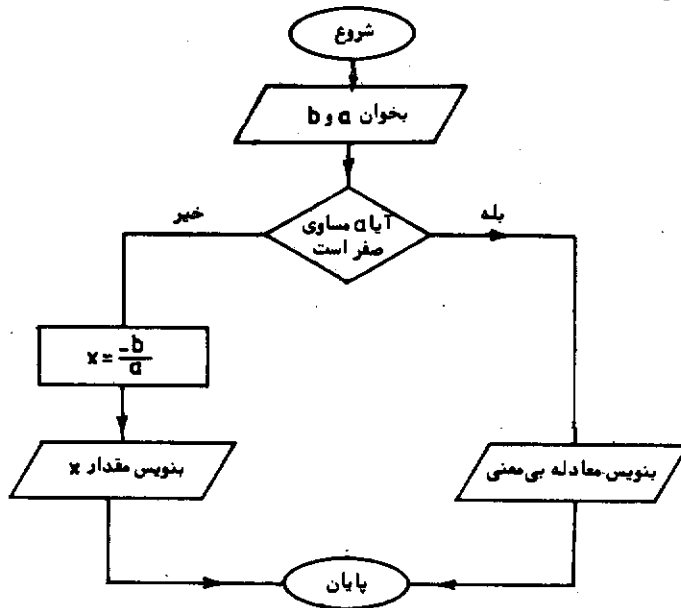 شروع
بخوان a و b
آیا a مساوی
صفر است
بله
خیر
x = -b/a
بنویس مقدار x
بنویس معادله بی‌معنی
پایان